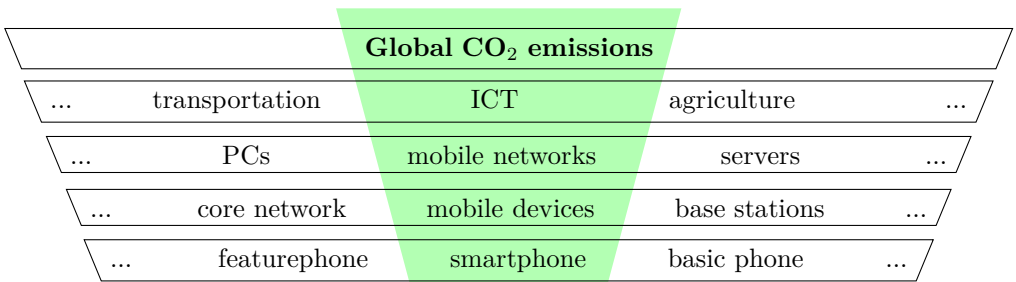 Global CO₂ emissions
... transportation ICT agriculture ...
... PCs mobile networks servers ...
... core network mobile devices base stations ...
... featurephone smartphone basic phone ...